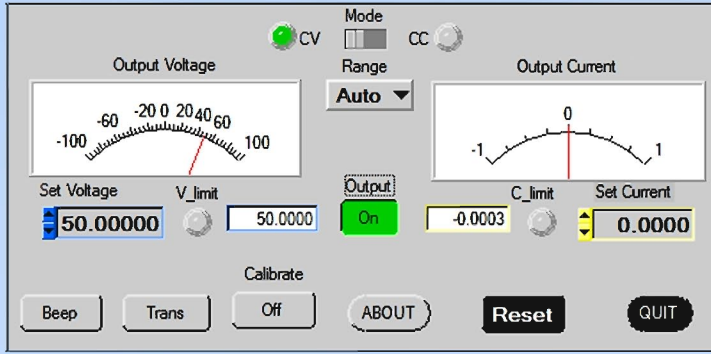 Mode
CV
CC
Output Voltage
Range
Output Current
Auto
-100 -60 -20 0 20 40 60 100
-1 0 1
Set Voltage
V_limit
Output
C_limit
Set Current
50.00000
50.0000
On
-0.0003
0.0000
Calibrate
Beep
Trans
Off
ABOUT
Reset
QUIT